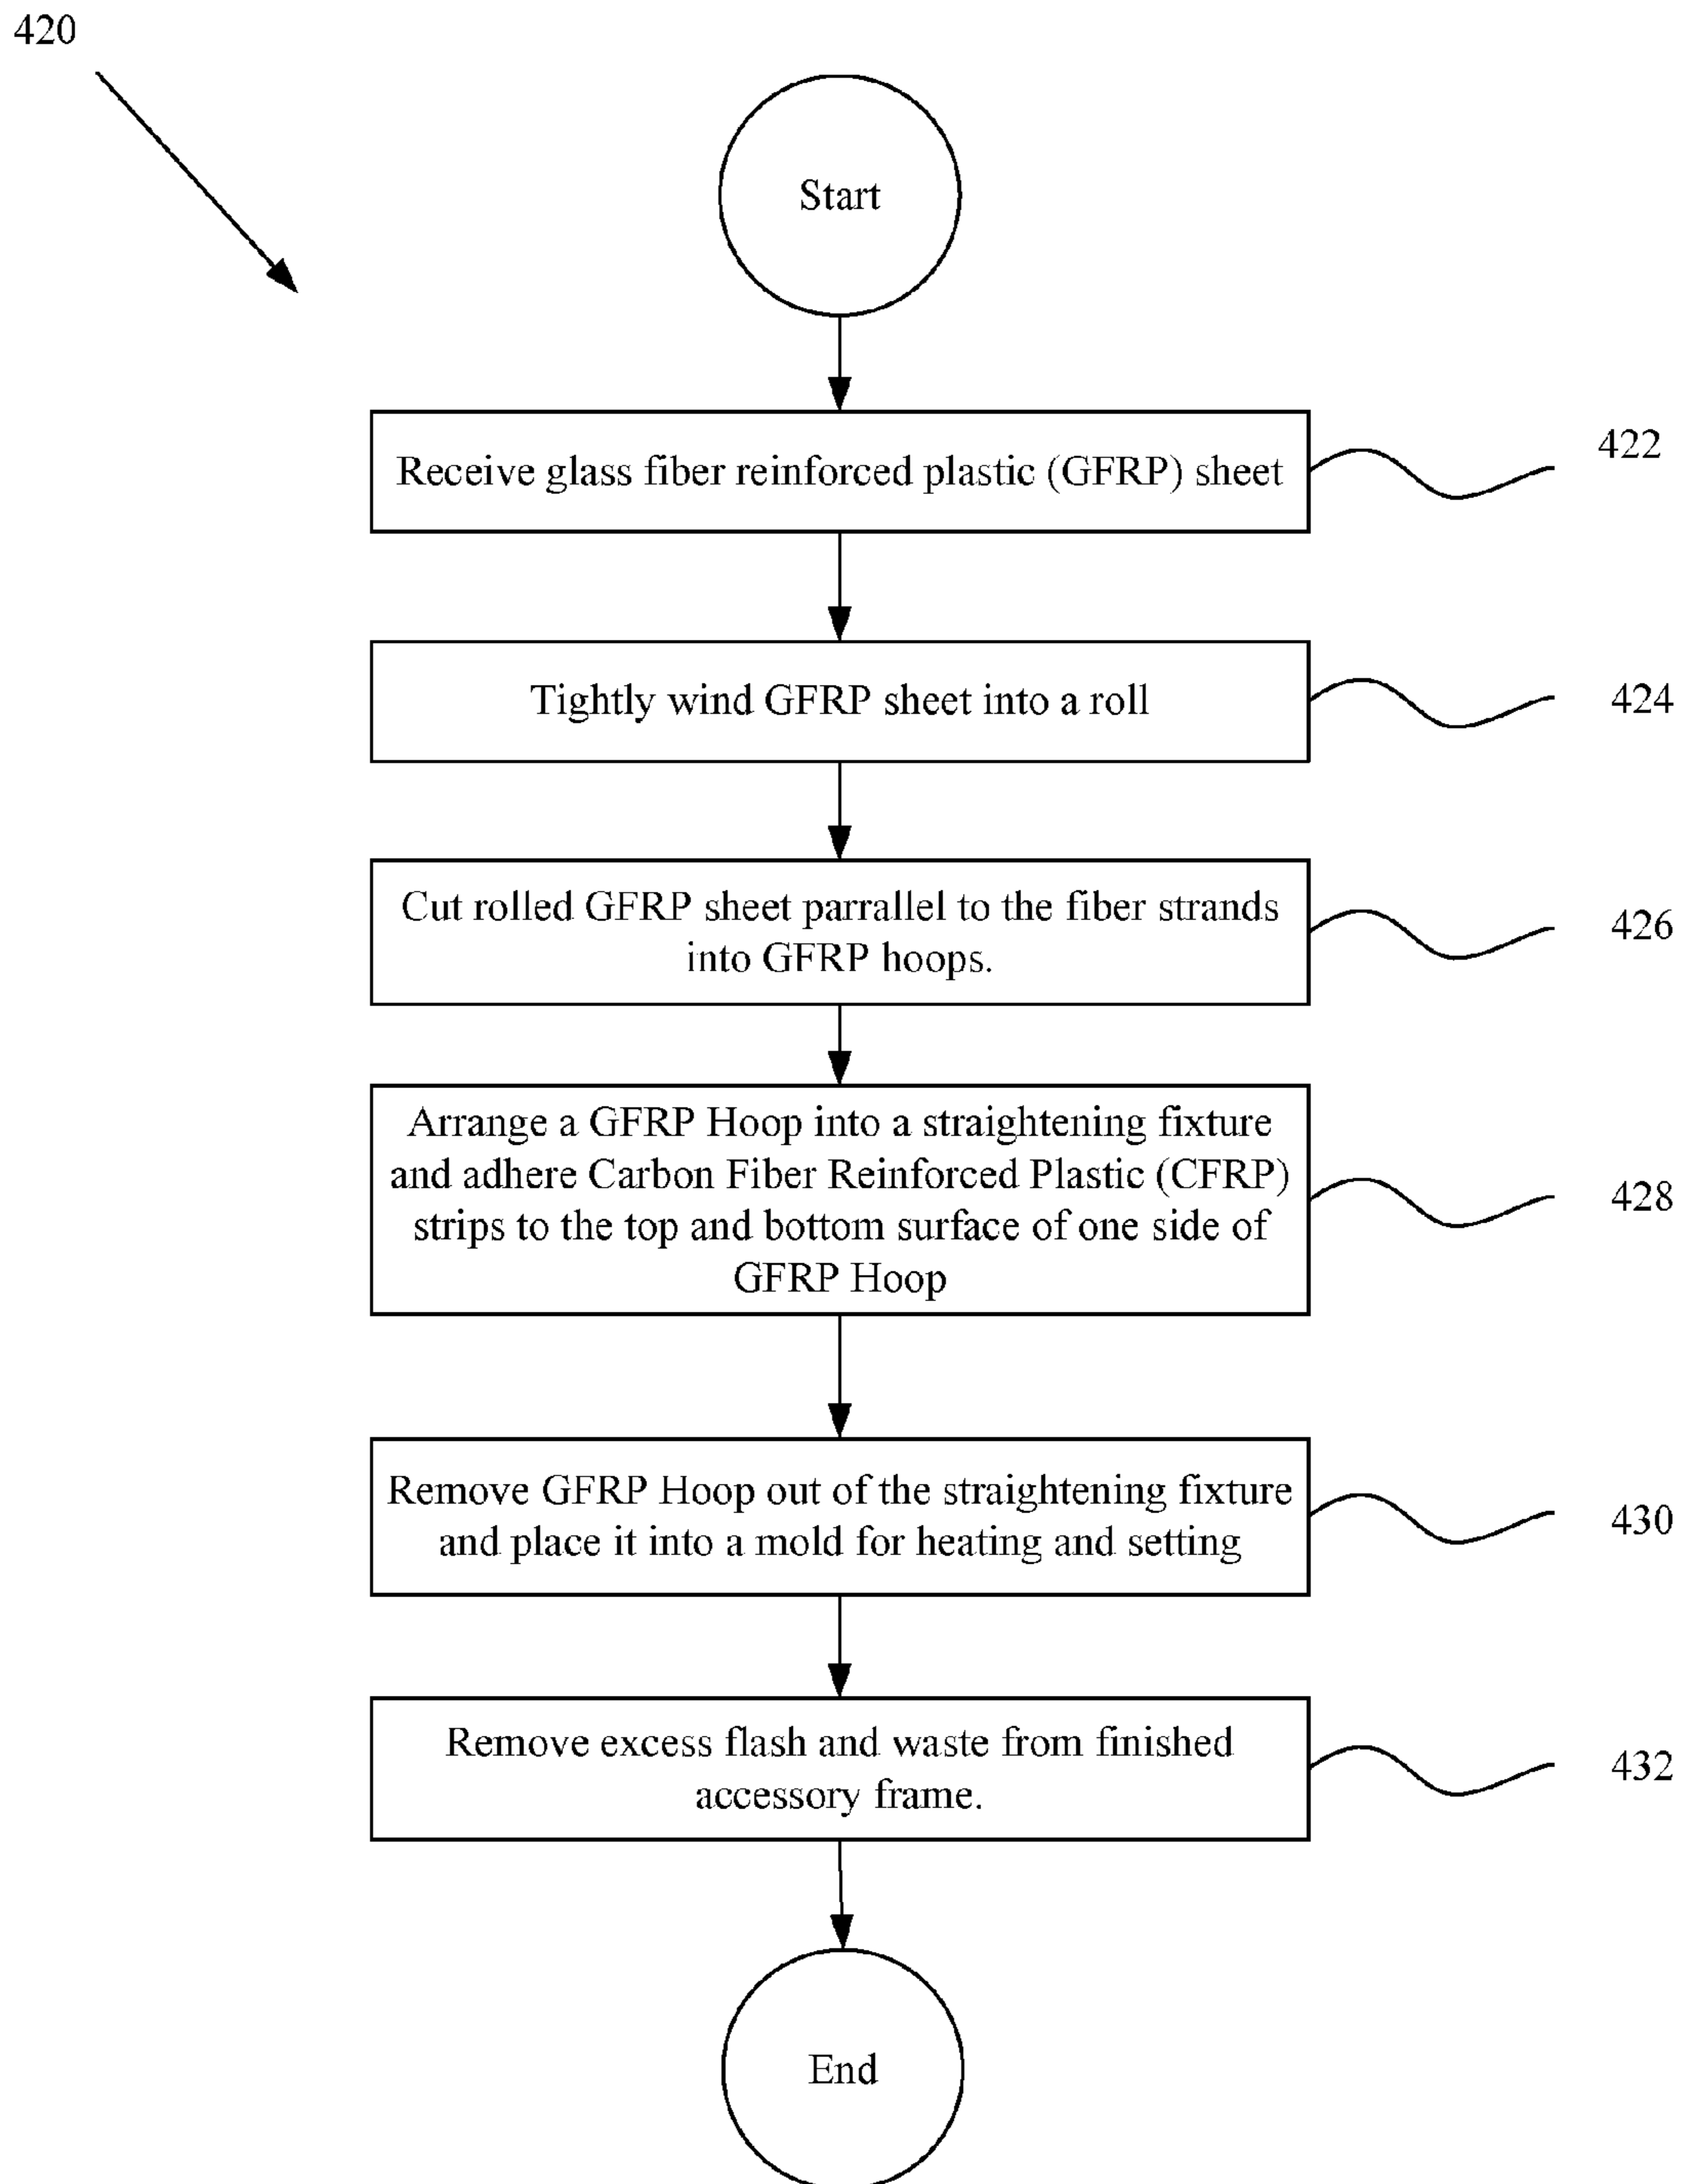 420
Start
Receive glass fiber reinforced plastic (GFRP) sheet
422
Tightly wind GFRP sheet into a roll
424
Cut rolled GFRP sheet parrallel to the fiber strands
into GFRP hoops.
426
Arrange a GFRP Hoop into a straightening fixture
and adhere Carbon Fiber Reinforced Plastic (CFRP)
strips to the top and bottom surface of one side of
GFRP Hoop
428
Remove GFRP Hoop out of the straightening fixture
and place it into a mold for heating and setting
430
Remove excess flash and waste from finished
accessory frame.
432
End